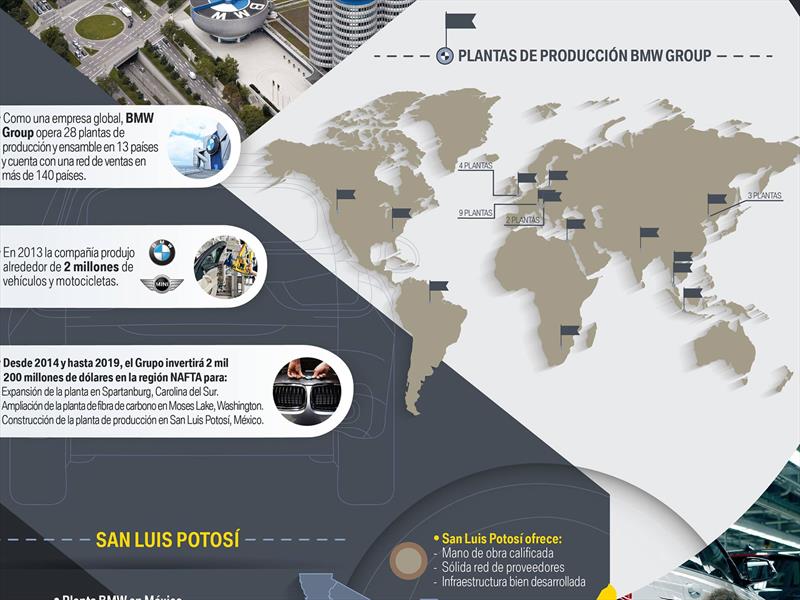 BMW
PLANTAS DE PRODUCCIÓN BMW GROUP
Como una empresa global, BMW
Group opera 28 plantas de
producción y ensamble en 13 países
y cuenta con una red de ventas en
más de 140 países.
4 PLANTAS
9 PLANTAS
2 PLANTAS
3 PLANTAS
En 2013 la compañía produjo
alrededor de 2 millones de
vehículos y motocicletas.
BMW
MINI
Desde 2014 y hasta 2019, el Grupo invertirá 2 mil
200 millones de dólares en la región NAFTA para:
Expansión de la planta en Spartanburg, Carolina del Sur.
Ampliación de la planta de fibra de carbono en Moses Lake, Washington.
Construcción de la planta de producción en San Luis Potosí, México.
SAN LUIS POTOSÍ
• San Luis Potosí ofrece:
- Mano de obra calificada
- Sólida red de proveedores
- Infraestructura bien desarrollada
• Planta BMW en México